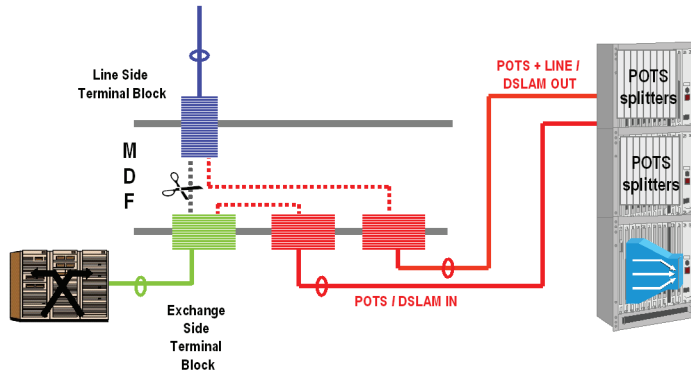 Line Side
Terminal Block
POTS + LINE /
DSLAM OUT
POTS
splitters
M
D
F
POTS
splitters
POTS / DSLAM IN
Exchange
Side
Terminal
Block